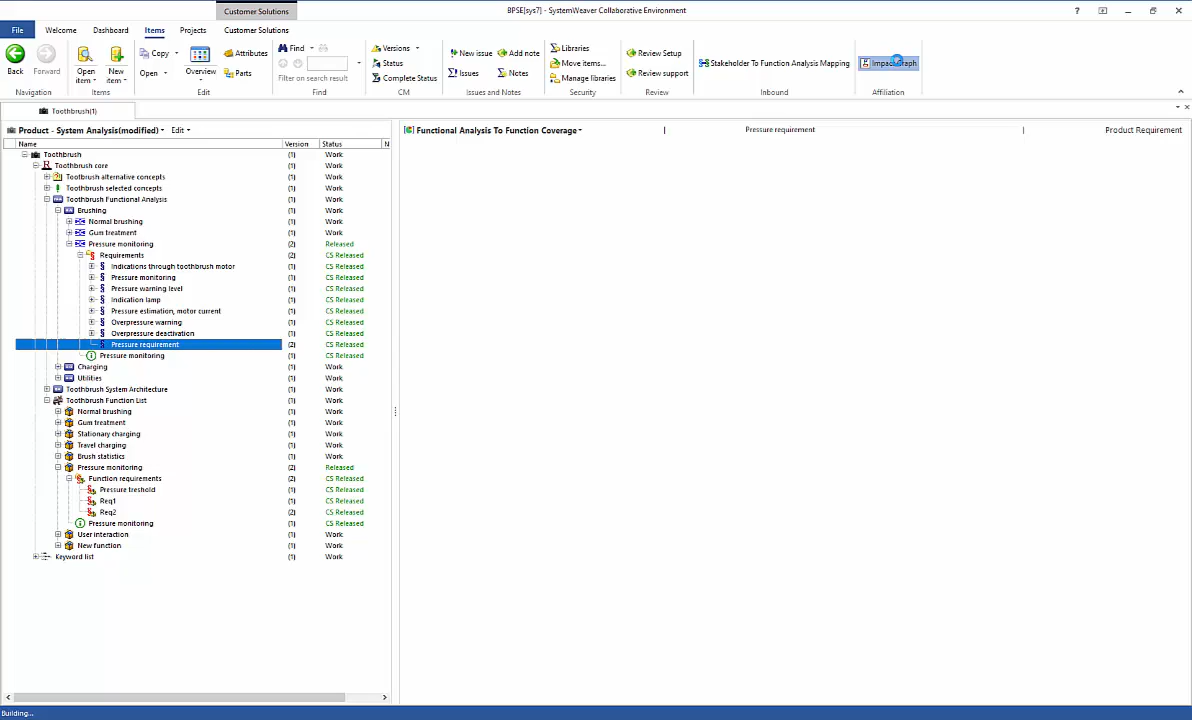 Customer Solutions
BPSE[sys7] - SystemWeaver Collaborative Environment
?
File Welcome Dashboard Items Projects Customer Solutions
Back Forward Open item New item Copy Open Overview Attributes Parts Find Filter on search result Versions Status Complete Status New issue Add note Issues Notes Libraries Move items... Manage libraries Review Setup Review support Stakeholder To Function Analysis Mapping
Navigation Items Edit Find CM Issues and Notes Security Review Inbound Affiliation
Toothbrush(1)
Product - System Analysis(modified) Edit
Functional Analysis To Function Coverage | Pressure requirement | Product Requirement
Name Version Status N
Toothbrush (1) Work
Toothbrush core (1) Work
Tootbrush alternative concepts (1) Work
Toothbrush selected concepts (1) Work
Toothbrush Functional Analysis (1) Work
Brushing (1) Work
Normal brushing (1) Work
Gum treatment (1) Work
Pressure monitoring (2) Released
Requirements (2) CS Released
Indications through toothbrush motor (1) CS Released
Pressure monitoring (1) CS Released
Pressure warning level (1) CS Released
Indication lamp (1) CS Released
Pressure estimation, motor current (1) CS Released
Overpressure warning (1) CS Released
Overpressure deactivation (1) CS Released
Pressure requirement (2) CS Released
Pressure monitoring (1) CS Released
Charging (1) Work
Utilities (1) Work
Toothbrush System Architecture (1) Work
Toothbrush Function List (1) Work
Normal brushing (1) Work
Gum treatment (1) Work
Stationary charging (1) Work
Travel charging (1) Work
Brush statistics (1) Work
Pressure monitoring (2) Released
Function requirements (2) CS Released
Pressure treshold (1) CS Released
Req1 (1) CS Released
Req2 (2) CS Released
Pressure monitoring (1) CS Released
User interaction (1) Work
New function (1) Work
Keyword list (1) Work
Building...